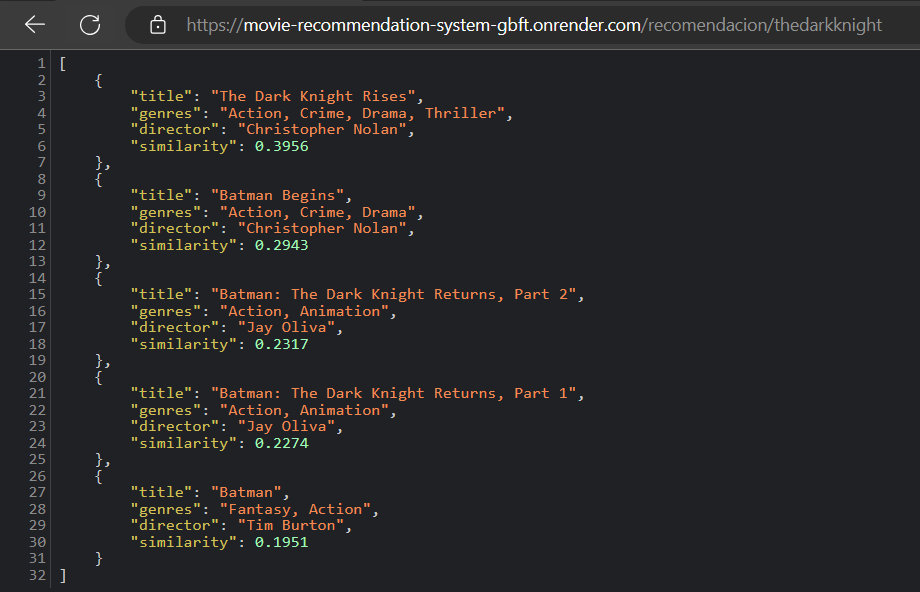 https://movie-recommendation-system-gbft.onrender.com/recomendacion/thedarkknight
1 [
2 {
3 "title": "The Dark Knight Rises",
4 "genres": "Action, Crime, Drama, Thriller",
5 "director": "Christopher Nolan",
6 "similarity": 0.3956
7 },
8 {
9 "title": "Batman Begins",
10 "genres": "Action, Crime, Drama",
11 "director": "Christopher Nolan",
12 "similarity": 0.2943
13 },
14 {
15 "title": "Batman: The Dark Knight Returns, Part 2",
16 "genres": "Action, Animation",
17 "director": "Jay Oliva",
18 "similarity": 0.2317
19 },
20 {
21 "title": "Batman: The Dark Knight Returns, Part 1",
22 "genres": "Action, Animation",
23 "director": "Jay Oliva",
24 "similarity": 0.2274
25 },
26 {
27 "title": "Batman",
28 "genres": "Fantasy, Action",
29 "director": "Tim Burton",
30 "similarity": 0.1951
31 }
32 ]